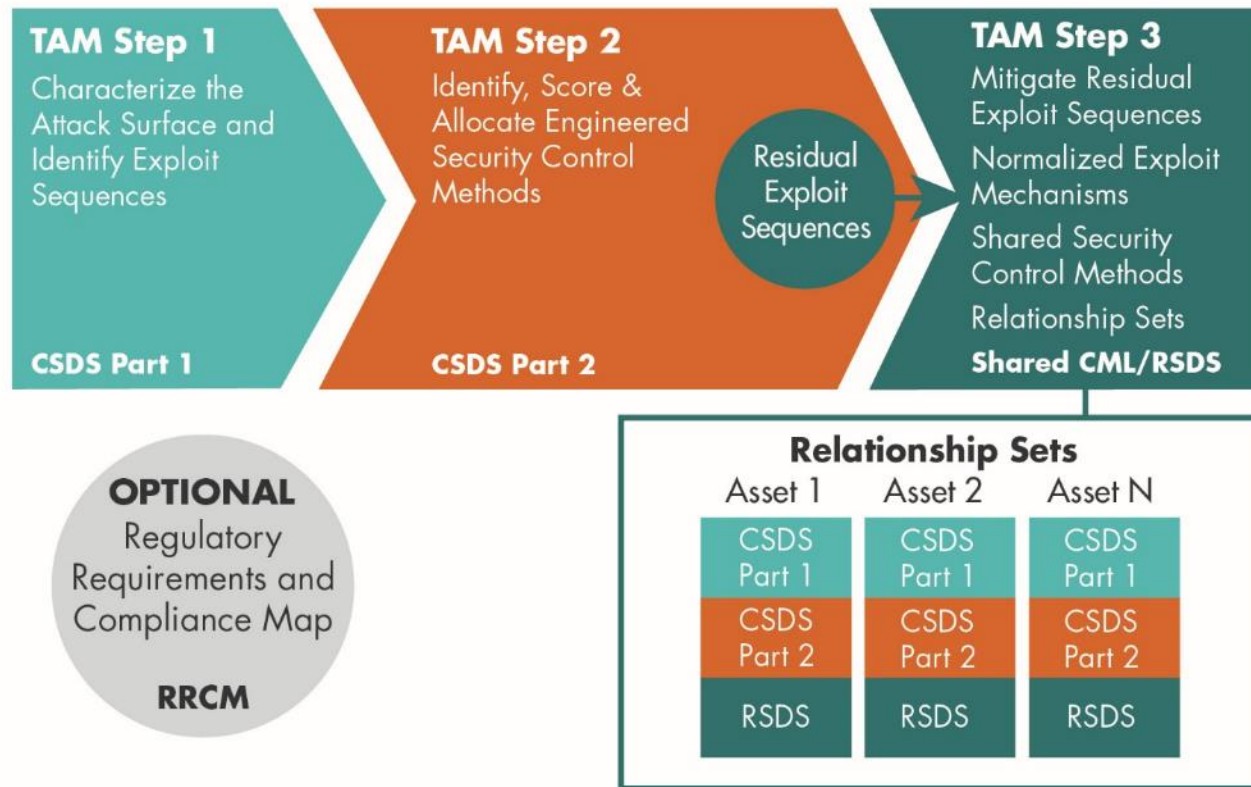 TAM Step 1
Characterize the
Attack Surface and
Identify Exploit
Sequences
CSDS Part 1
TAM Step 2
Identify, Score &
Allocate Engineered
Security Control
Methods
CSDS Part 2
Residual
Exploit
Sequences
TAM Step 3
Mitigate Residual
Exploit Sequences
Normalized Exploit
Mechanisms
Shared Security
Control Methods
Relationship Sets
Shared CML/RSDS
OPTIONAL
Regulatory
Requirements and
Compliance Map
RRCM
Relationship Sets
Asset 1 Asset 2 Asset N
CSDS CSDS CSDS
Part 1 Part 1 Part 1
CSDS CSDS CSDS
Part 2 Part 2 Part 2
RSDS RSDS RSDS